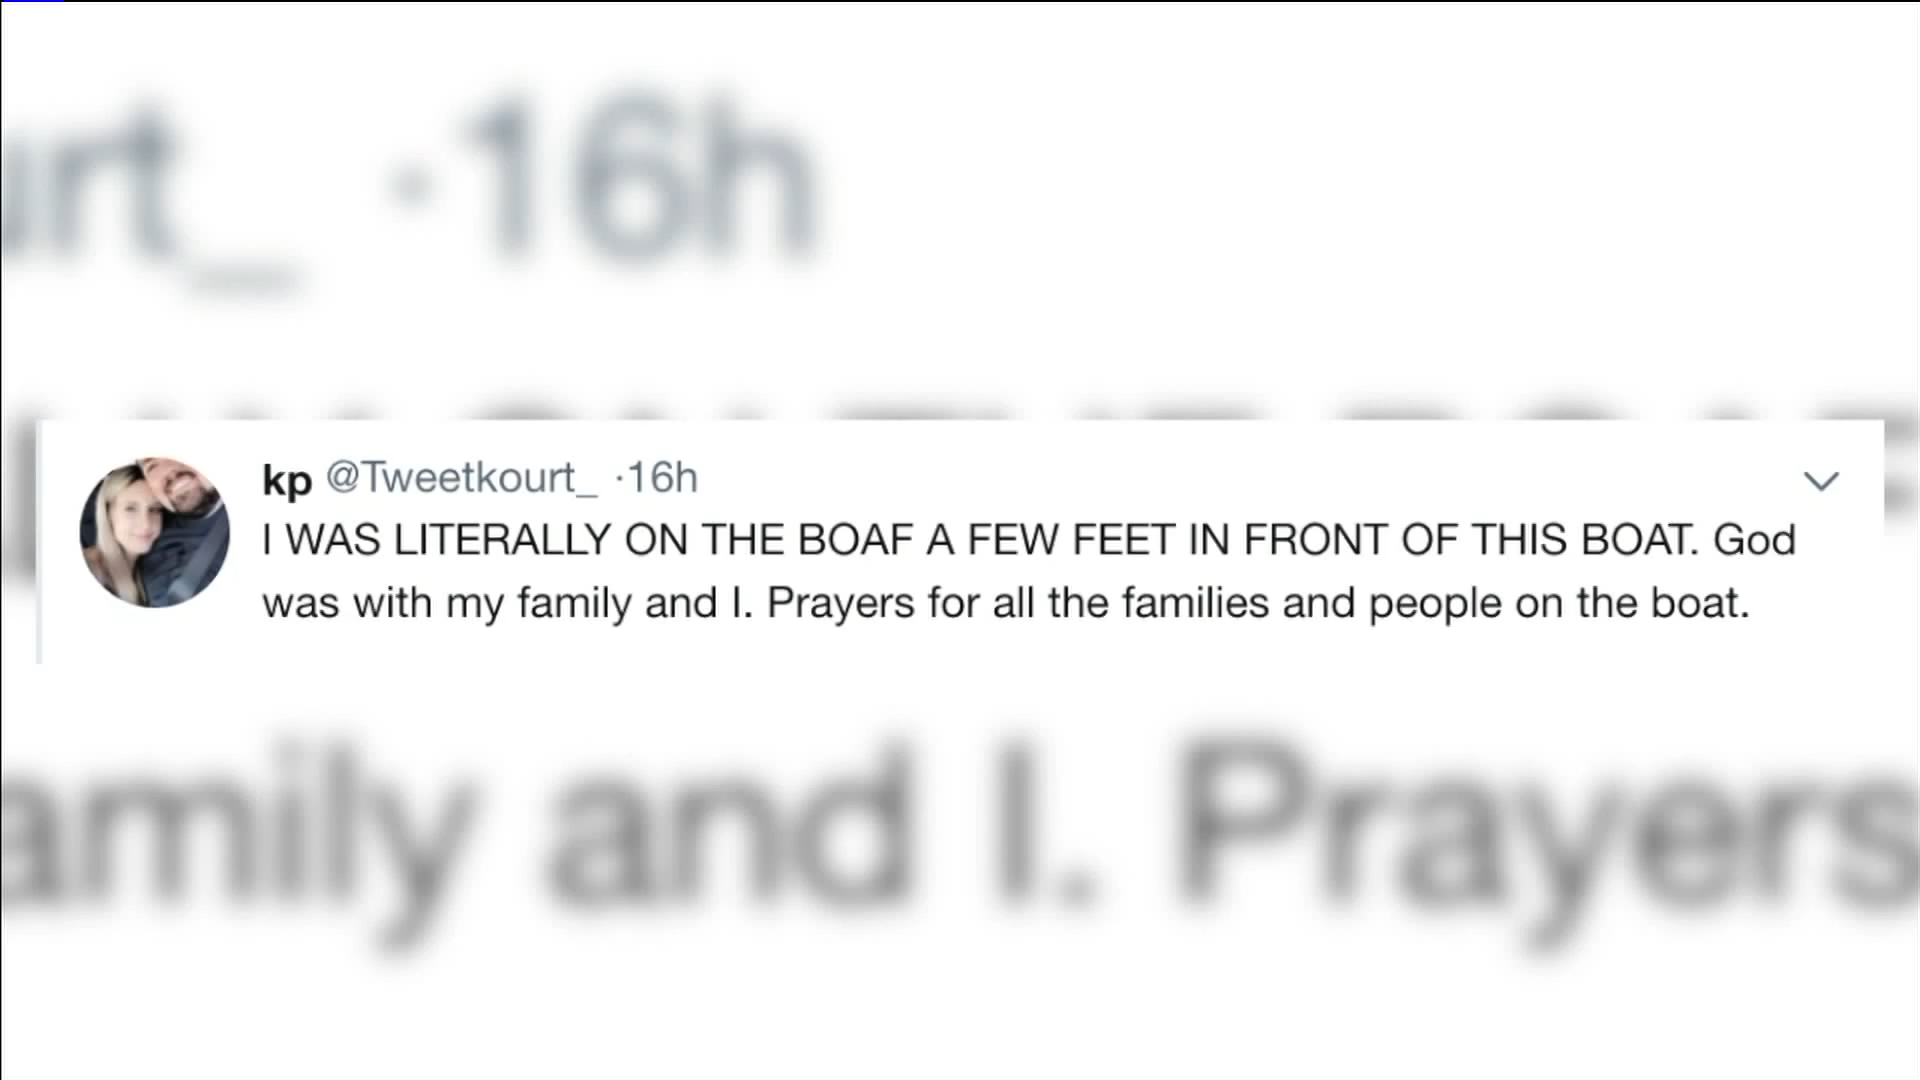 urt_ ·16h
kp @Tweetkourt_ ·16h
I WAS LITERALLY ON THE BOAF A FEW FEET IN FRONT OF THIS BOAT. God
was with my family and I. Prayers for all the families and people on the boat.
amily and I. Prayers